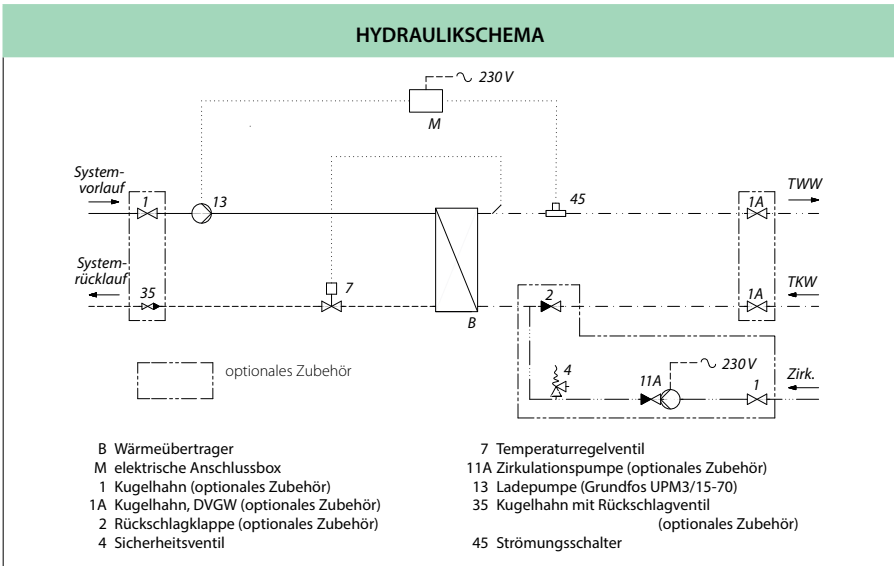 HYDRAULIKSCHEMA
230 V
M
System-
vorlauf
1
13
45
1A
TWW
System-
rücklauf
35
7
B
2
1A
TKW
optionales Zubehör
4
11A
230 V
1
Zirk.
B Wärmeübertrager
M elektrische Anschlussbox
1 Kugelhahn (optionales Zubehör)
1A Kugelhahn, DVGW (optionales Zubehör)
2 Rückschlagklappe (optionales Zubehör)
4 Sicherheitsventil
7 Temperaturregelventil
11A Zirkulationspumpe (optionales Zubehör)
13 Ladepumpe (Grundfos UPM3/15-70)
35 Kugelhahn mit Rückschlagventil
(optionales Zubehör)
45 Strömungsschalter